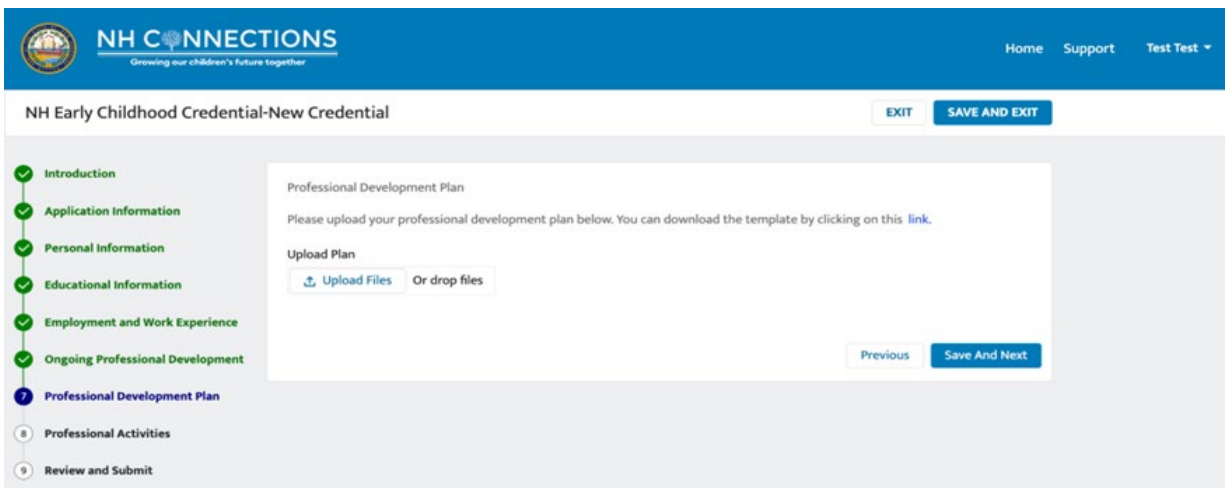 NH CONNECTIONS
Growing our children's future together
Home Support Test Test
NH Early Childhood Credential-New Credential
EXIT SAVE AND EXIT
Introduction
Application Information
Personal Information
Educational Information
Employment and Work Experience
Ongoing Professional Development
7 Professional Development Plan
8 Professional Activities
9 Review and Submit
Professional Development Plan
Please upload your professional development plan below. You can download the template by clicking on this link.
Upload Plan
Upload Files Or drop files
Previous Save And Next